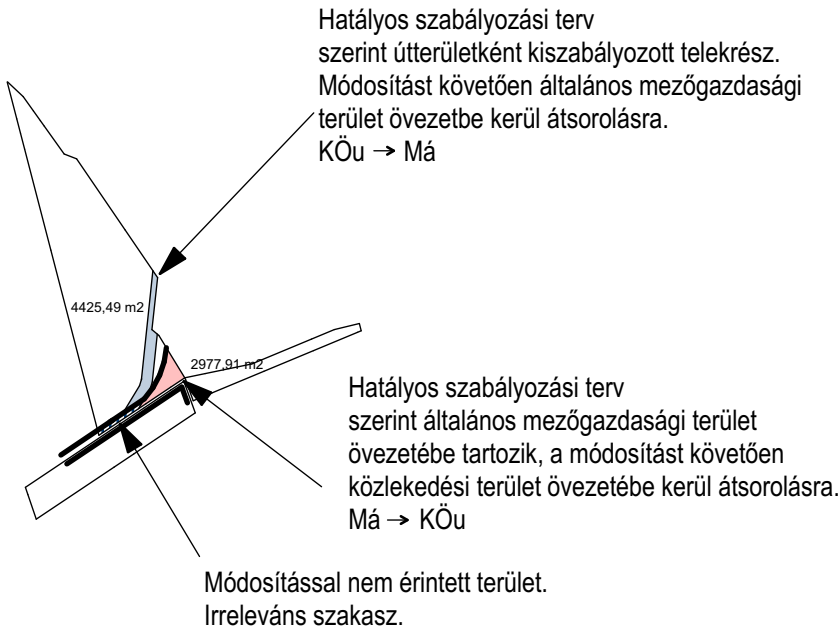 Hatályos szabályozási terv
szerint útterületként kiszabályozott telekrész.
Módosítást követően általános mezőgazdasági
terület övezetbe kerül átsorolásra.
KÖu → Má
4425,49 m2
2977,91 m2
Hatályos szabályozási terv
szerint általános mezőgazdasági terület
övezetébe tartozik, a módosítást követően
közlekedési terület övezetébe kerül átsorolásra.
Má → KÖu
Módosítással nem érintett terület.
Irreleváns szakasz.